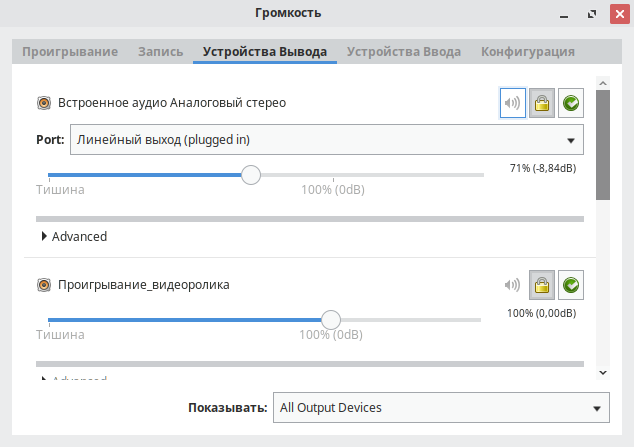 Громкость
Проигрывание Запись Устройства Вывода Устройства Ввода Конфигурация
Встроенное аудио Аналоговый стерео
Port: Линейный выход (plugged in)
71% (-8,84dB)
Тишина 100% (0dB)
Advanced
Проигрывание_видеоролика
100% (0,00dB)
Тишина 100% (0dB)
Advanced
Показывать: All Output Devices